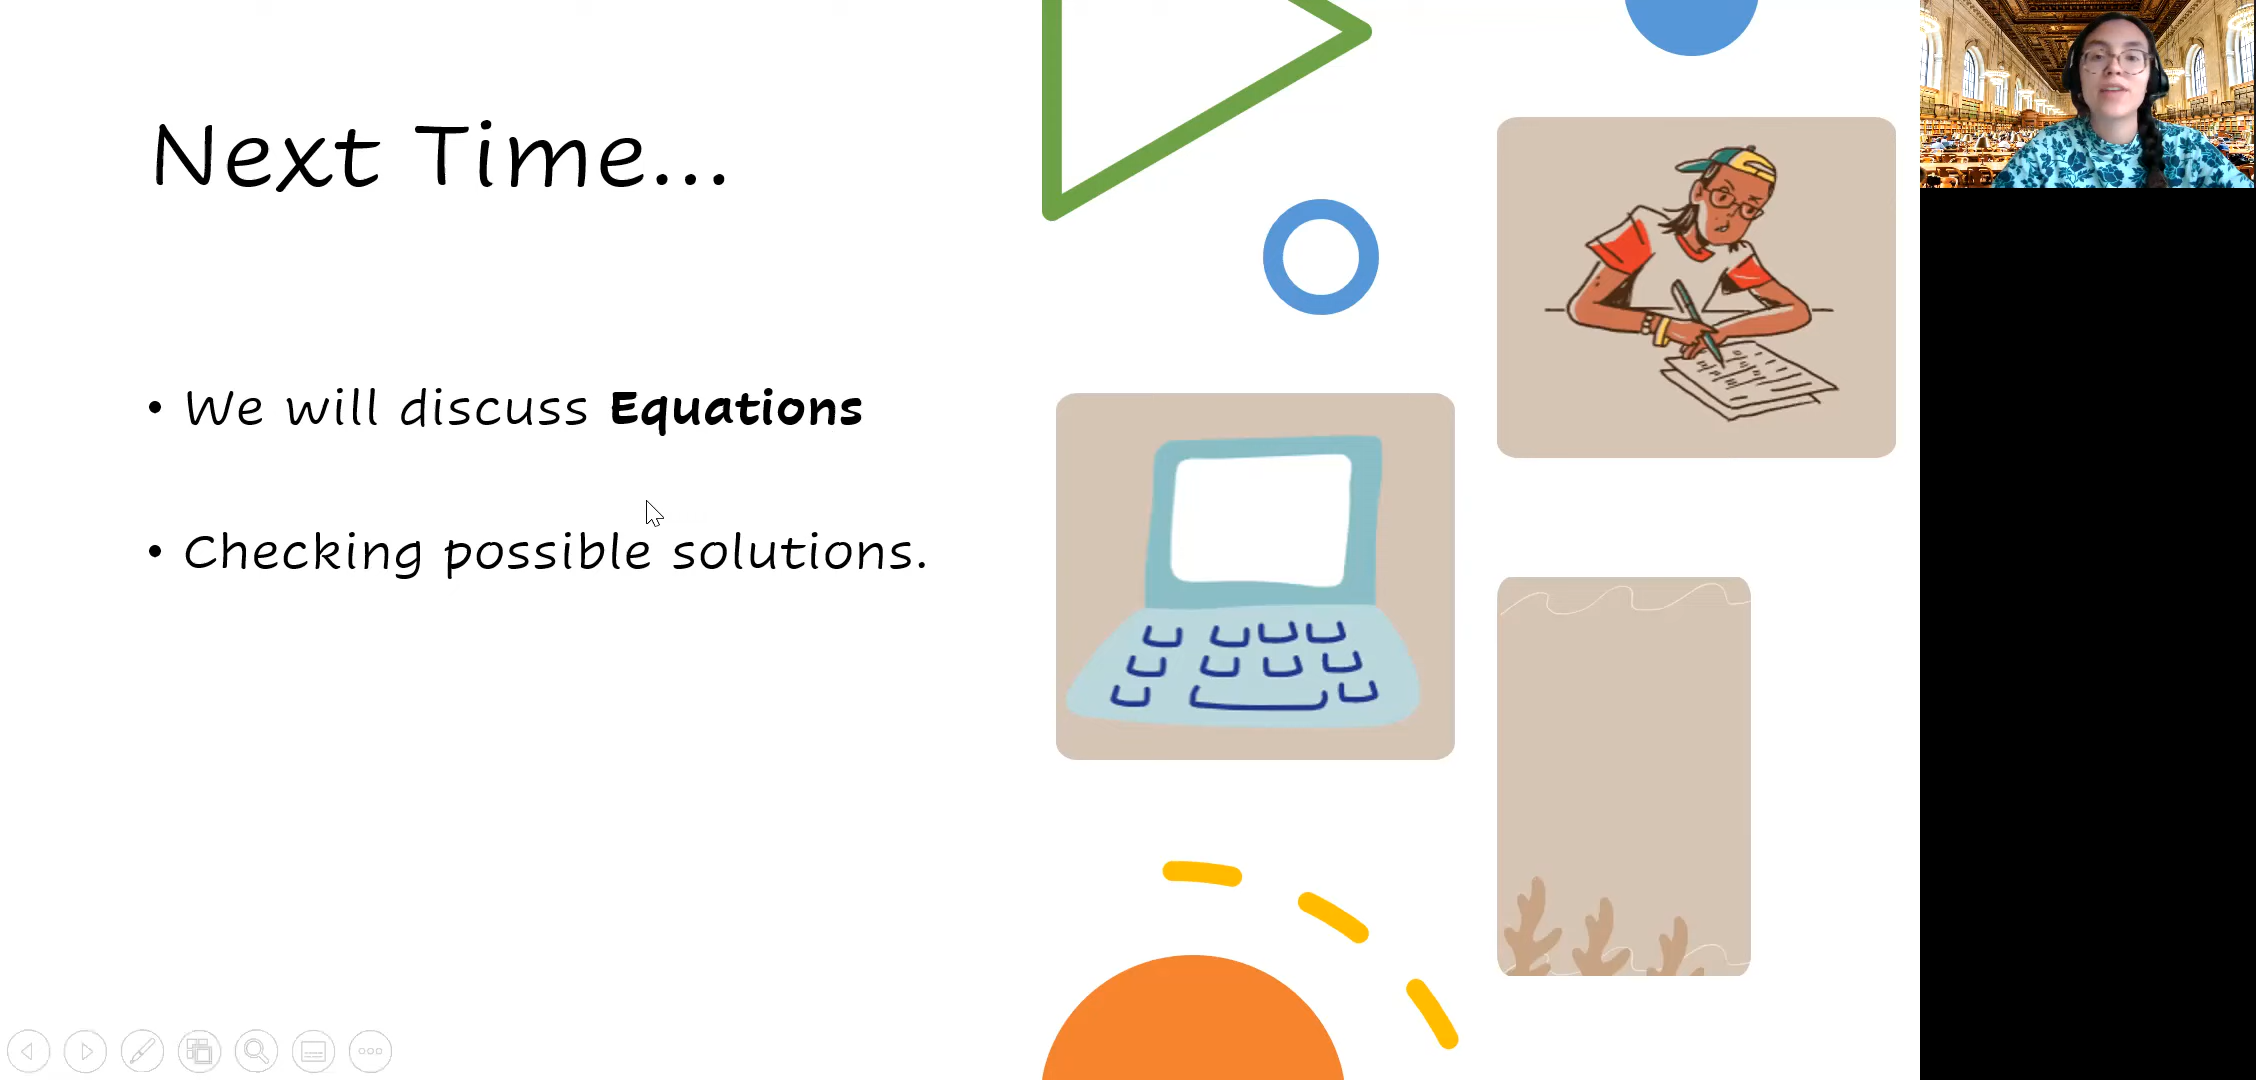 Next Time...
• We will discuss Equations
• Checking possible solutions.